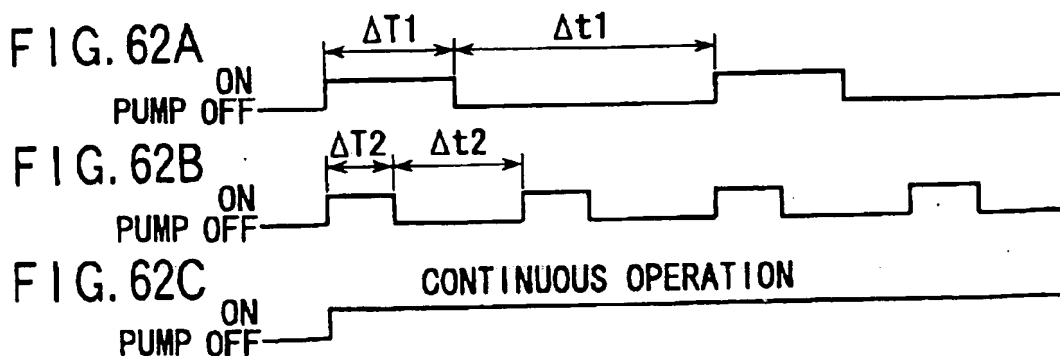 FIG. 62A
ΔT1 Δt1
ON
PUMP OFF
FIG. 62B
ΔT2 Δt2
ON
PUMP OFF
FIG. 62C
CONTINUOUS OPERATION
ON
PUMP OFF